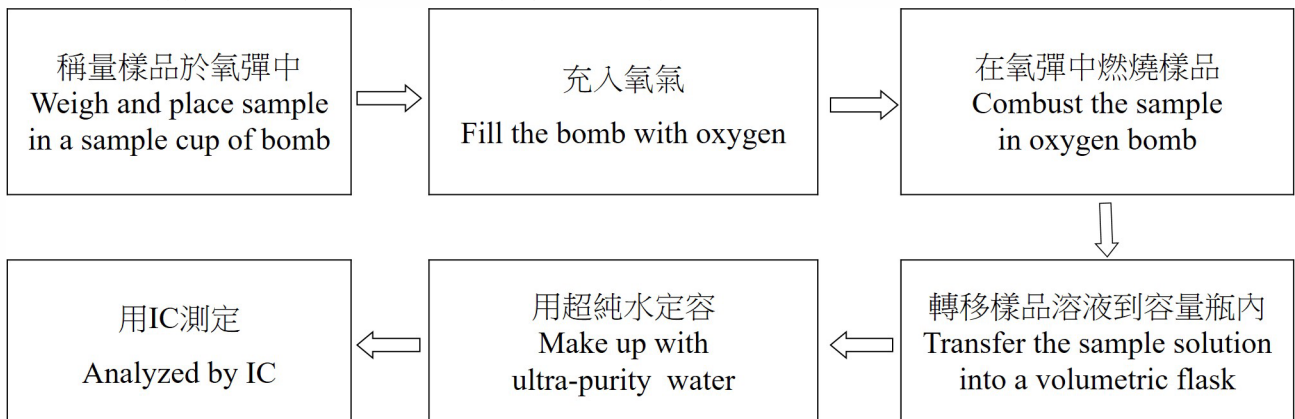 稱量樣品於氧彈中
Weigh and place sample
in a sample cup of bomb
充入氧氣
Fill the bomb with oxygen
在氧彈中燃燒樣品
Combust the sample
in oxygen bomb
轉移樣品溶液到容量瓶內
Transfer the sample solution
into a volumetric flask
用超純水定容
Make up with
ultra-purity water
用IC測定
Analyzed by IC